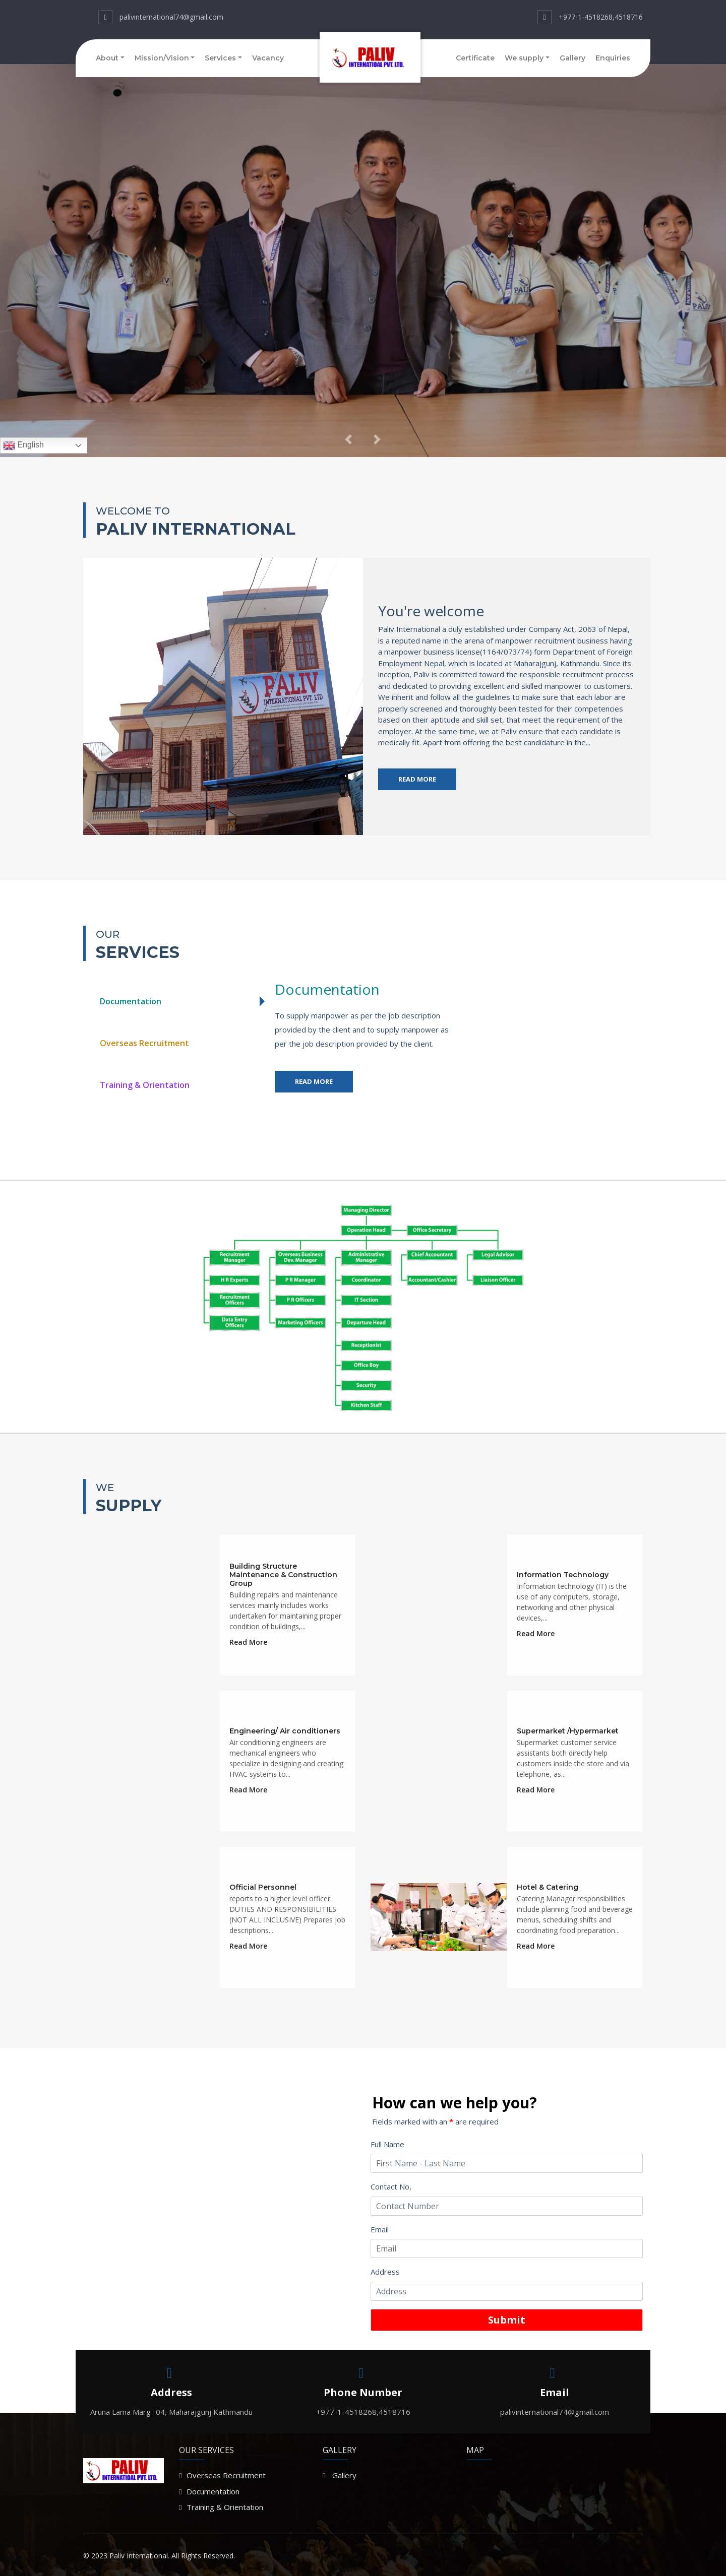 palivinternational74@gmail.com
+977-1-4518268,4518716
About
Mission/Vision
Services
Vacancy
PALIV
INTERNATIONAL PVT. LTD.
Certificate
We supply
Gallery
Enquiries
English
WELCOME TO
PALIV INTERNATIONAL
PALIV
INTERNATIONAL PVT. LTD
You're welcome
Paliv International a duly established under Company Act, 2063 of Nepal,
is a reputed name in the arena of manpower recruitment business having
a manpower business license(1164/073/74) form Department of Foreign
Employment Nepal, which is located at Maharajgunj, Kathmandu. Since its
inception, Paliv is committed toward the responsible recruitment process
and dedicated to providing excellent and skilled manpower to customers.
We inherit and follow all the guidelines to make sure that each labor are
properly screened and thoroughly been tested for their competencies
based on their aptitude and skill set, that meet the requirement of the
employer. At the same time, we at Paliv ensure that each candidate is
medically fit. Apart from offering the best candidature in the...
READ MORE
OUR
SERVICES
Documentation
Overseas Recruitment
Training & Orientation
Documentation
To supply manpower as per the job description
provided by the client and to supply manpower as
per the job description provided by the client.
READ MORE
Managing Director
Operation Head
Office Secretary
Recruitment
Manager
Overseas Business
Dev. Manager
Administrative
Manager
Chief Accountant
Legal Advisor
H R Experts
P R Manager
Coordinator
Accountant/Cashier
Liaison Officer
Recruitment
Officers
P R Officers
IT Section
Data Entry
Officers
Marketing Officers
Departure Head
Receptionist
Office Boy
Security
Kitchen Staff
WE
SUPPLY
Building Structure
Maintenance & Construction
Group
Building repairs and maintenance
services mainly includes works
undertaken for maintaining proper
condition of buildings,...
Read More
Information Technology
Information technology (IT) is the
use of any computers, storage,
networking and other physical
devices,...
Read More
Engineering/ Air conditioners
Air conditioning engineers are
mechanical engineers who
specialize in designing and creating
HVAC systems to...
Read More
Supermarket /Hypermarket
Supermarket customer service
assistants both directly help
customers inside the store and via
telephone, as...
Read More
Official Personnel
reports to a higher level officer.
DUTIES AND RESPONSIBILITIES
(NOT ALL INCLUSIVE) Prepares job
descriptions...
Read More
Hotel & Catering
Catering Manager responsibilities
include planning food and beverage
menus, scheduling shifts and
coordinating food preparation...
Read More
How can we help you?
Fields marked with an * are required
Full Name
First Name - Last Name
Contact No,
Contact Number
Email
Email
Address
Address
Submit
Address
Aruna Lama Marg -04, Maharajgunj Kathmandu
Phone Number
+977-1-4518268,4518716
Email
palivinternational74@gmail.com
PALIV
INTERNATIONAL PVT. LTD.
OUR SERVICES
Overseas Recruitment
Documentation
Training & Orientation
GALLERY
Gallery
MAP
© 2023 Paliv International. All Rights Reserved.